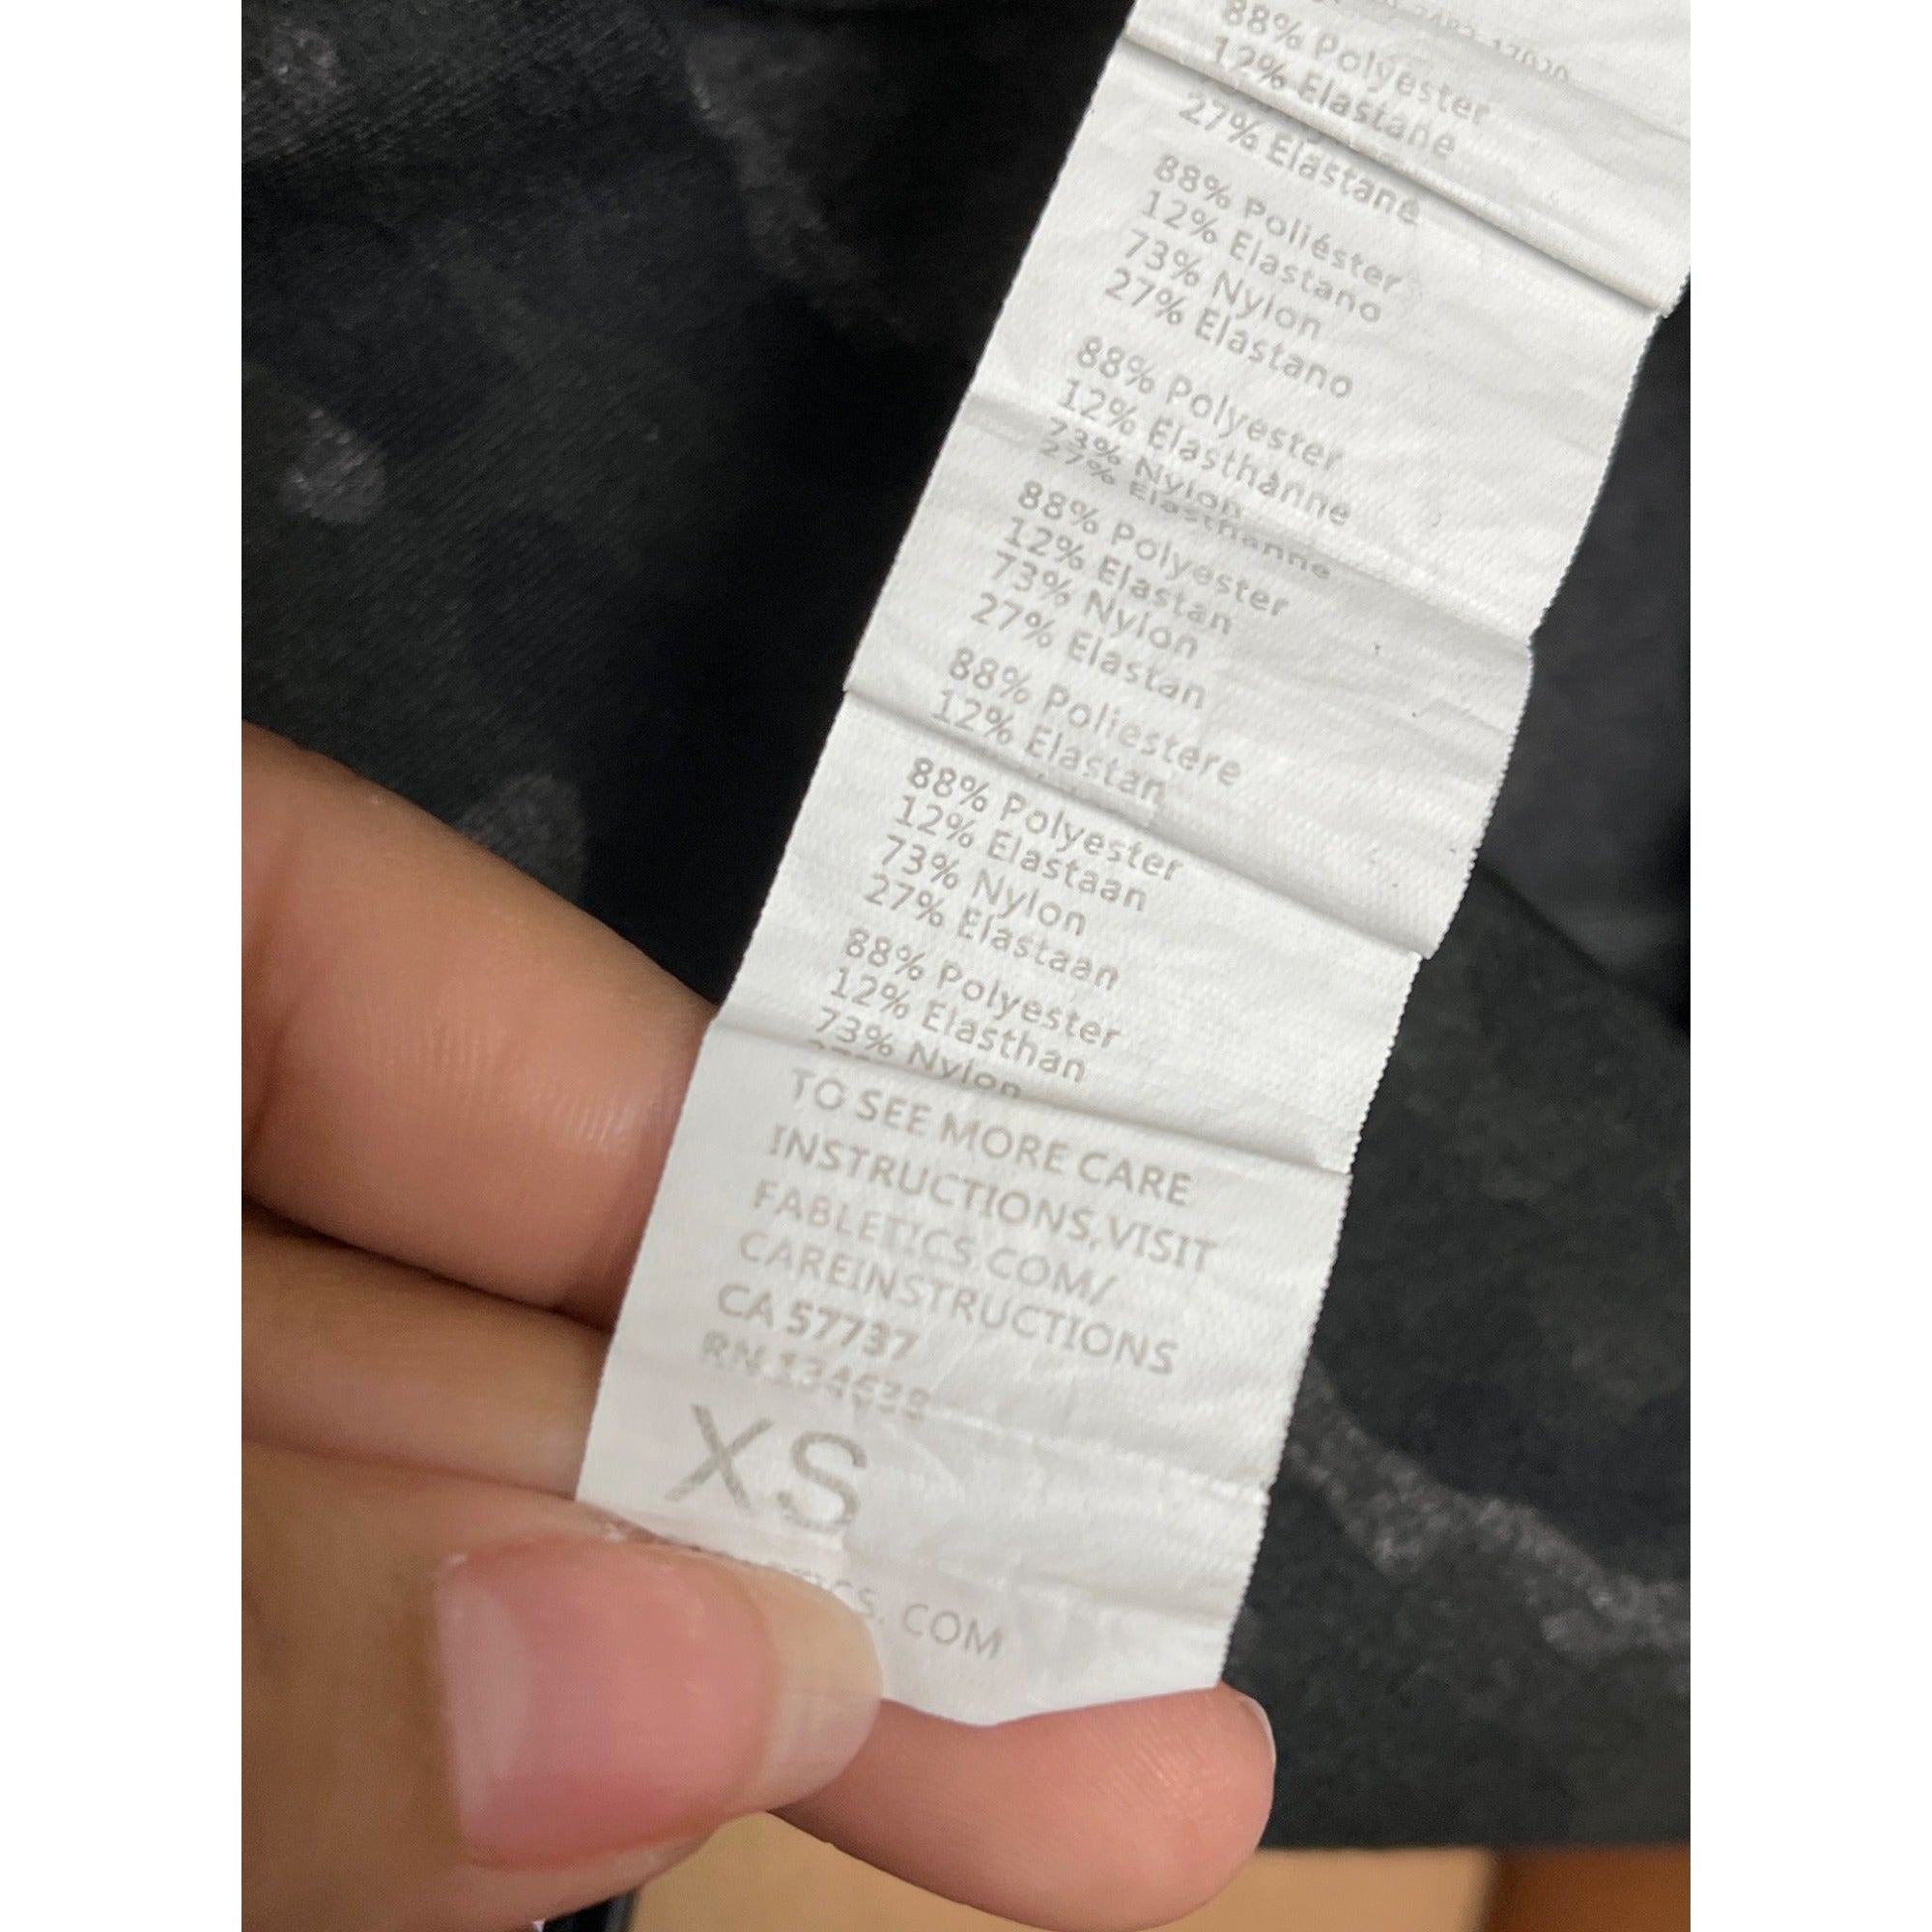 88% Polyester
12% Elastane
27% Elastane
88% Poliéster
12% Elastano
73% Nylon
27% Elastano
88% Polyester
12% Elasthanne
73% Nylon
27% Elasthanne
88% Polyester
12% Elastan
73% Nylon
27% Elastan
88% Poliestere
12% Elastan
88% Polyester
12% Elastaan
73% Nylon
27% Elastaan
88% Polyester
12% Elasthan
73% Nylon
TO SEE MORE CARE
INSTRUCTIONS,VISIT
FABLETICS.COM/
CAREINSTRUCTIONS
CA 57737
RN 134638
XS
COM